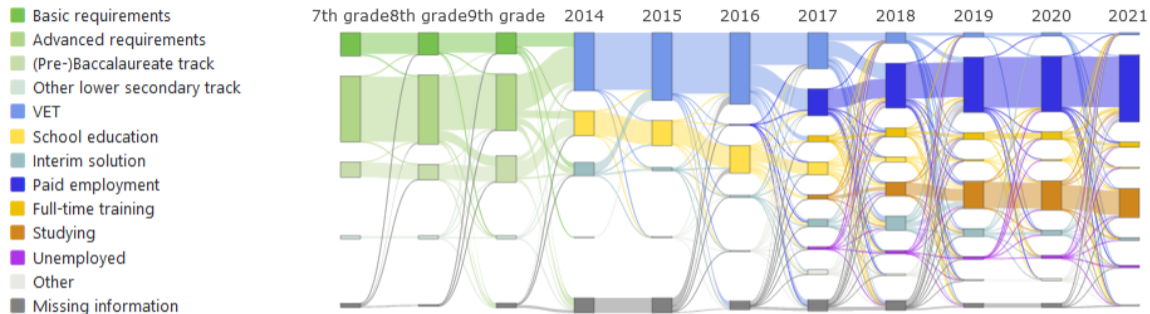 7th grade8th grade9th grade 2014 2015 2016 2017 2018 2019 2020 2021
Basic requirements
Advanced requirements
(Pre-)Baccalaureate track
Other lower secondary track
VET
School education
Interim solution
Paid employment
Full-time training
Studying
Unemployed
Other
Missing information